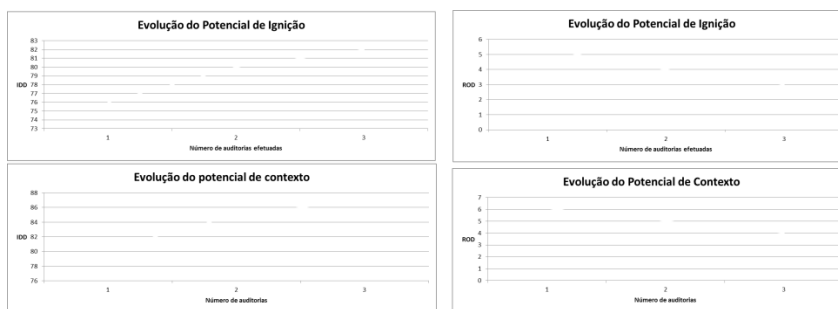 Evolução do Potencial de Ignição
83
82
81
80
79
IDD 78
77
76
75
74
73
1 2 3
Número de auditorias efetuadas
Evolução do Potencial de Ignição
6
5
4
ROD 3
2
1
0
1 2 3
Número de auditorias efetuadas
Evolução do potencial de contexto
88
86
84
IDD 82
80
78
76
1 2 3
Número de auditorias
Evolução do Potencial de Contexto
7
6
5
4
ROD 3
2
1
0
1 2 3
Número de auditorias